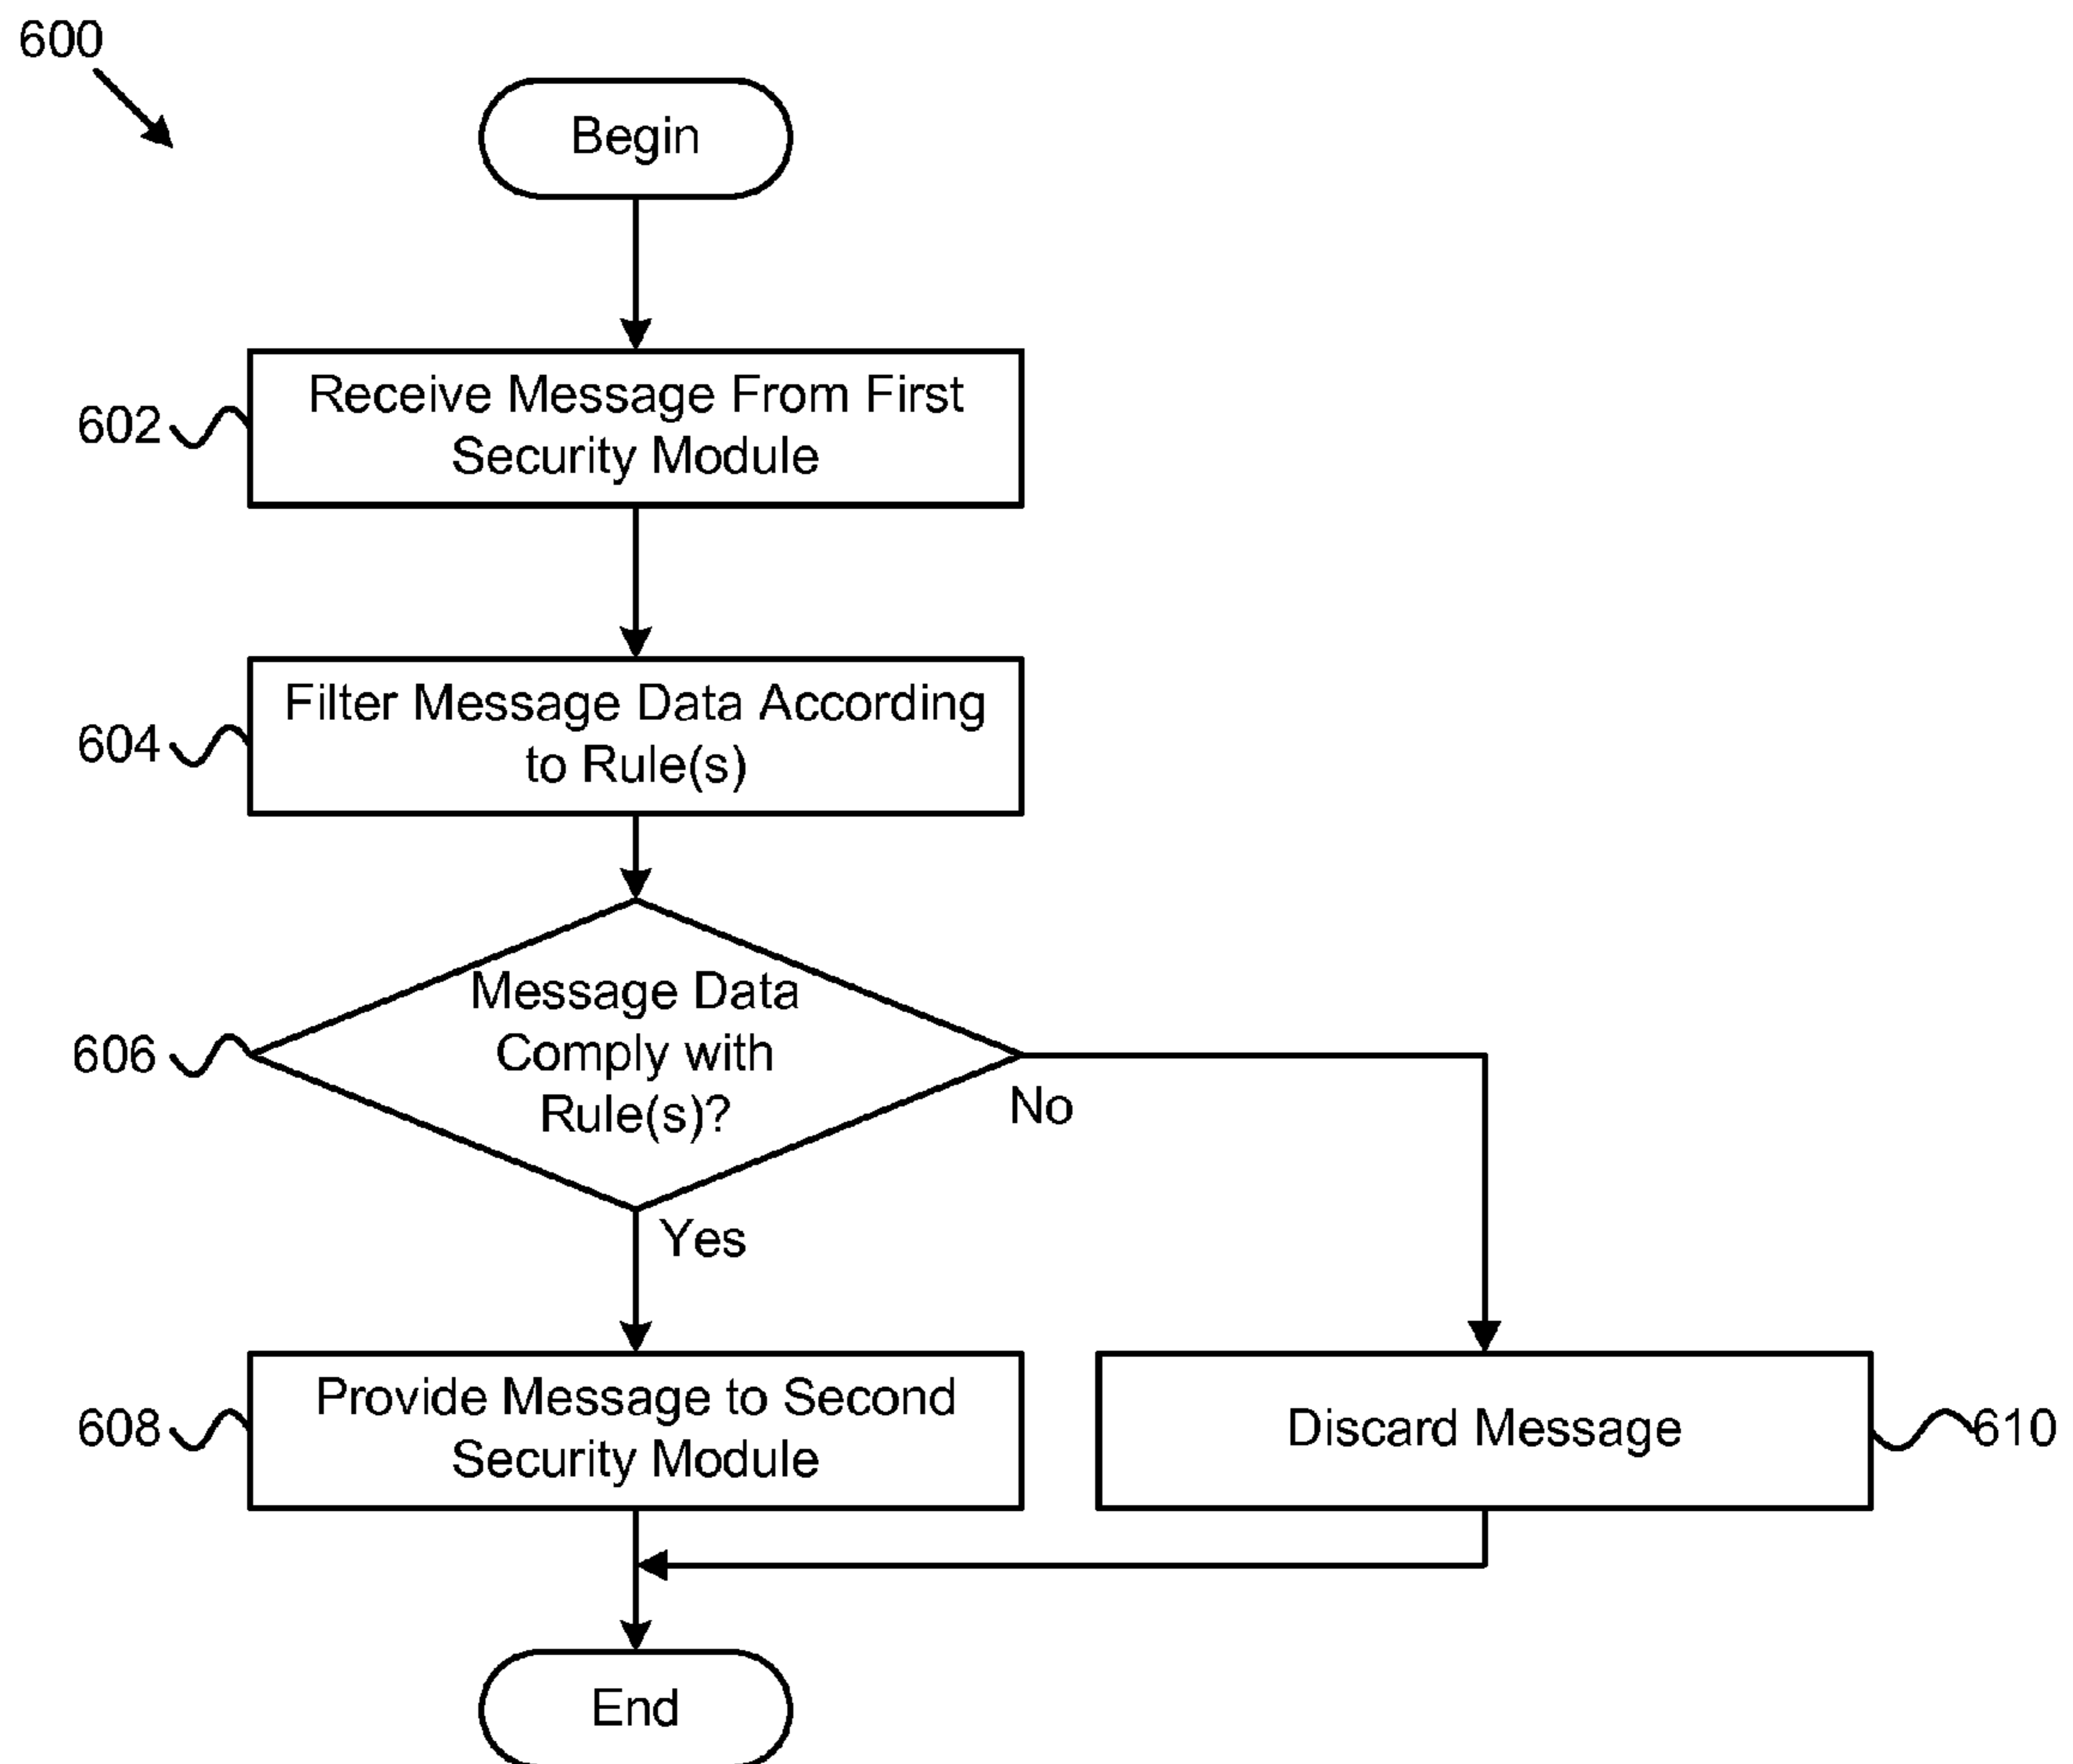 600
Begin
602
Receive Message From First
Security Module
604
Filter Message Data According
to Rule(s)
606
Message Data
Comply with
Rule(s)?
No
Yes
608
Provide Message to Second
Security Module
Discard Message
610
End